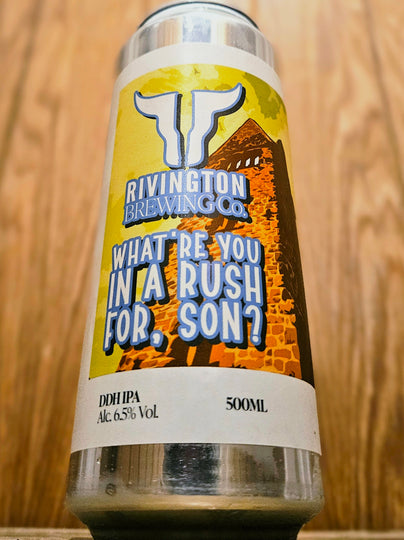 RIVINGTON
BREWING Co.
WHAT'RE YOU
IN A RUSH
FOR, SON?
DDH IPA
Alc. 6.5% Vol.
500ML